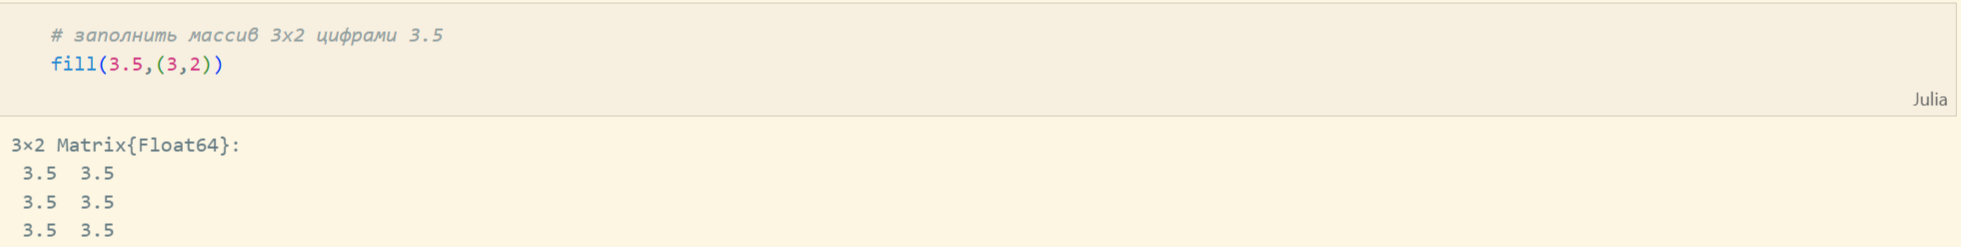 # заполнить массив 3x2 цифрами 3.5
fill(3.5,(3,2))
Julia
3×2 Matrix{Float64}:
3.5  3.5
3.5  3.5
3.5  3.5